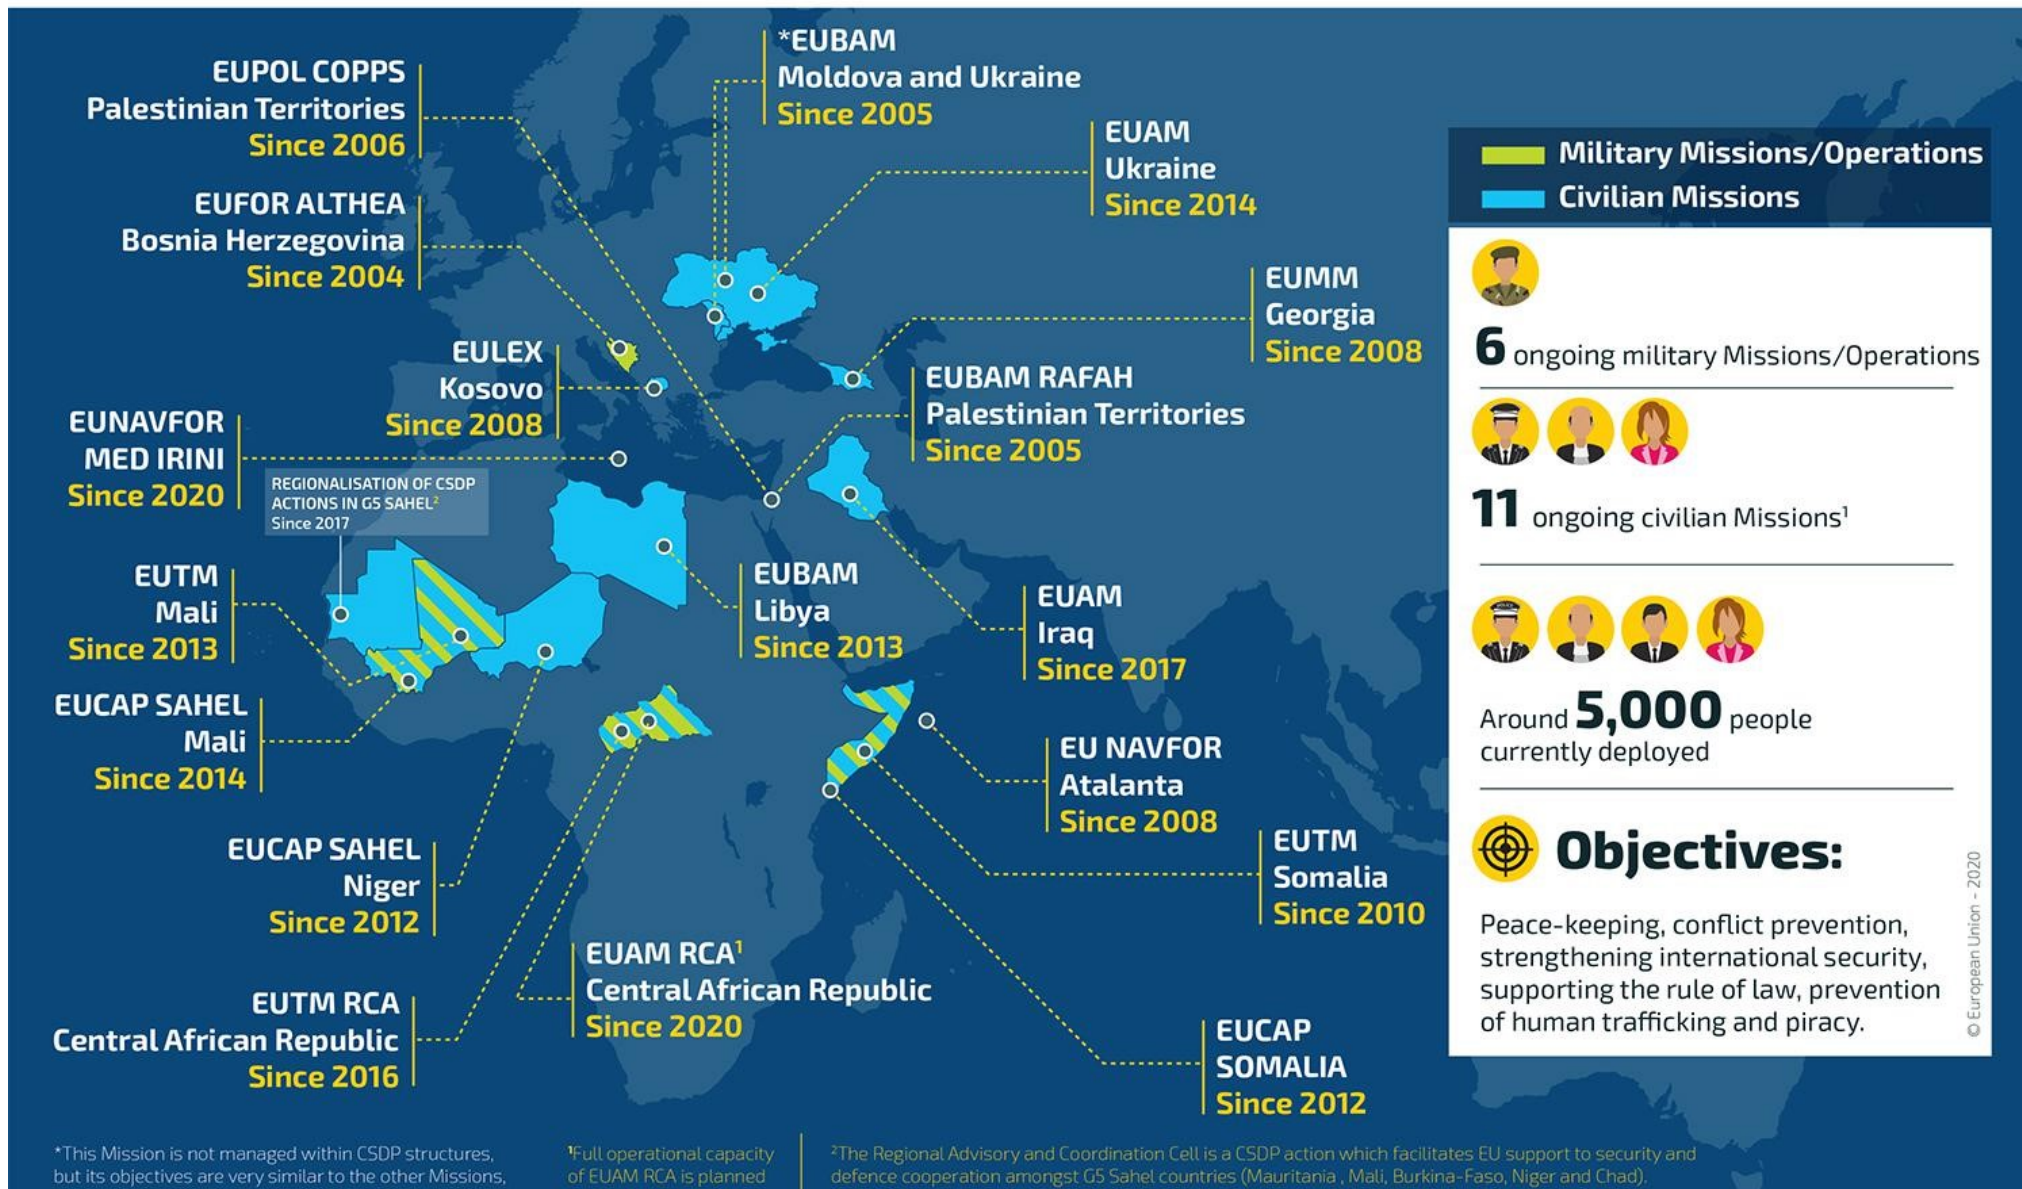 *EUBAM
Moldova and Ukraine
Since 2005
EUPOL COPPS
Palestinian Territories
Since 2006
EUAM
Ukraine
Since 2014
EUFOR ALTHEA
Bosnia Herzegovina
Since 2004
EUMM
Georgia
Since 2008
EULEX
Kosovo
Since 2008
EUBAM RAFAH
Palestinian Territories
Since 2005
EUNAVFOR
MED IRINI
Since 2020
REGIONALISATION OF CSDP
ACTIONS IN G5 SAHEL²
Since 2017
EUTM
Mali
Since 2013
EUBAM
Libya
Since 2013
EUAM
Iraq
Since 2017
EUCAP SAHEL
Mali
Since 2014
EU NAVFOR
Atalanta
Since 2008
EUCAP SAHEL
Niger
Since 2012
EUTM
Somalia
Since 2010
EUAM RCA¹
Central African Republic
Since 2020
EUTM RCA
Central African Republic
Since 2016
EUCAP
SOMALIA
Since 2012
Military Missions/Operations
Civilian Missions
6 ongoing military Missions/Operations
11 ongoing civilian Missions¹
Around 5,000 people
currently deployed
Objectives:
Peace-keeping, conflict prevention,
strengthening international security,
supporting the rule of law, prevention
of human trafficking and piracy.
© European Union - 2020
*This Mission is not managed within CSDP structures,
but its objectives are very similar to the other Missions,
¹Full operational capacity
of EUAM RCA is planned
²The Regional Advisory and Coordination Cell is a CSDP action which facilitates EU support to security and
defence cooperation amongst G5 Sahel countries (Mauritania , Mali, Burkina-Faso, Niger and Chad).